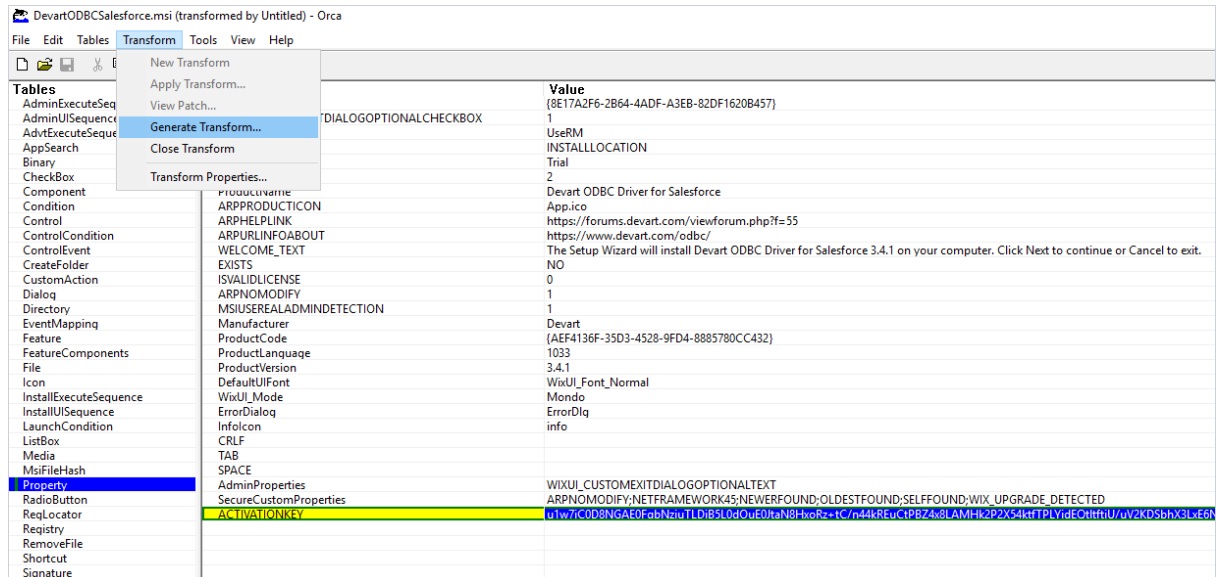 DevartODBCSalesforce.msi (transformed by Untitled) - Orca
File Edit Tables Transform Tools View Help
New Transform
Apply Transform...
View Patch...
Generate Transform...
Close Transform
Transform Properties...
Tables Value
AdminExecuteSeq {8E17A2F6-2B64-4ADF-A3EB-82DF1620B457}
AdminUISequence TDIALOGOPTIONALCHECKBOX 1
AdvtExecuteSeque UseRM
AppSearch INSTALLLOCATION
Binary Trial
CheckBox 2
Component ProductName Devart ODBC Driver for Salesforce
Condition ARPPRODUCTICON App.ico
Control ARPHELPLINK https://forums.devart.com/viewforum.php?f=55
ControlCondition ARPURLINFOABOUT https://www.devart.com/odbc/
ControlEvent WELCOME_TEXT The Setup Wizard will install Devart ODBC Driver for Salesforce 3.4.1 on your computer. Click Next to continue or Cancel to exit.
CreateFolder EXISTS NO
CustomAction ISVALIDLICENSE 0
Dialog ARPNOMODIFY 1
Directory MSIUSEREALADMINDETECTION 1
EventMapping Manufacturer Devart
Feature ProductCode {AEF4136F-35D3-4528-9FD4-8885780CC432}
FeatureComponents ProductLanguage 1033
File ProductVersion 3.4.1
Icon DefaultUIFont WixUI_Font_Normal
InstallExecuteSequence WixUI_Mode Mondo
InstallUISequence ErrorDialog ErrorDlg
LaunchCondition InfoIcon info
ListBox CRLF
Media TAB
MsiFileHash SPACE
Property AdminProperties WIXUI_CUSTOMEXITDIALOGOPTIONALTEXT
RadioButton SecureCustomProperties ARPNOMODIFY;NETFRAMEWORK45;NEWERFOUND;OLDESTFOUND;SELFFOUND;WIX_UPGRADE_DETECTED
RegLocator ACTIVATIONKEY
Registry
RemoveFile
Shortcut
Signature